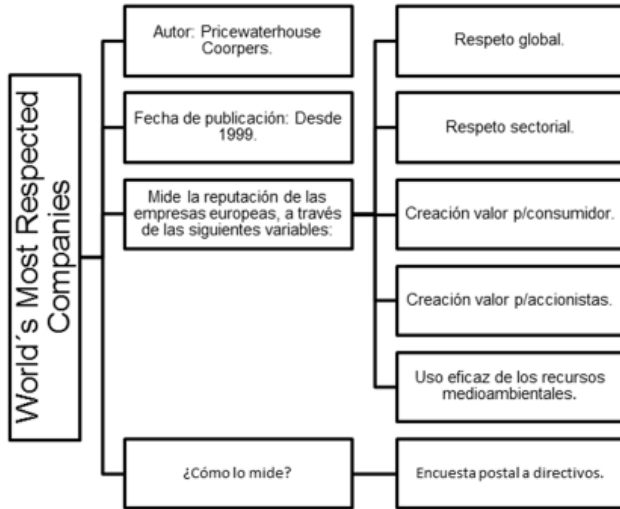 World´s Most Respected
Companies
Autor: Pricewaterhouse
Coorpers.
Fecha de publicación: Desde
1999.
Mide la reputación de las
empresas europeas, a través
de las siguientes variables:
Respeto global.
Respeto sectorial.
Creación valor p/consumidor.
Creación valor p/accionistas.
Uso eficaz de los recursos
medioambientales.
¿Cómo lo mide?
Encuesta postal a directivos.